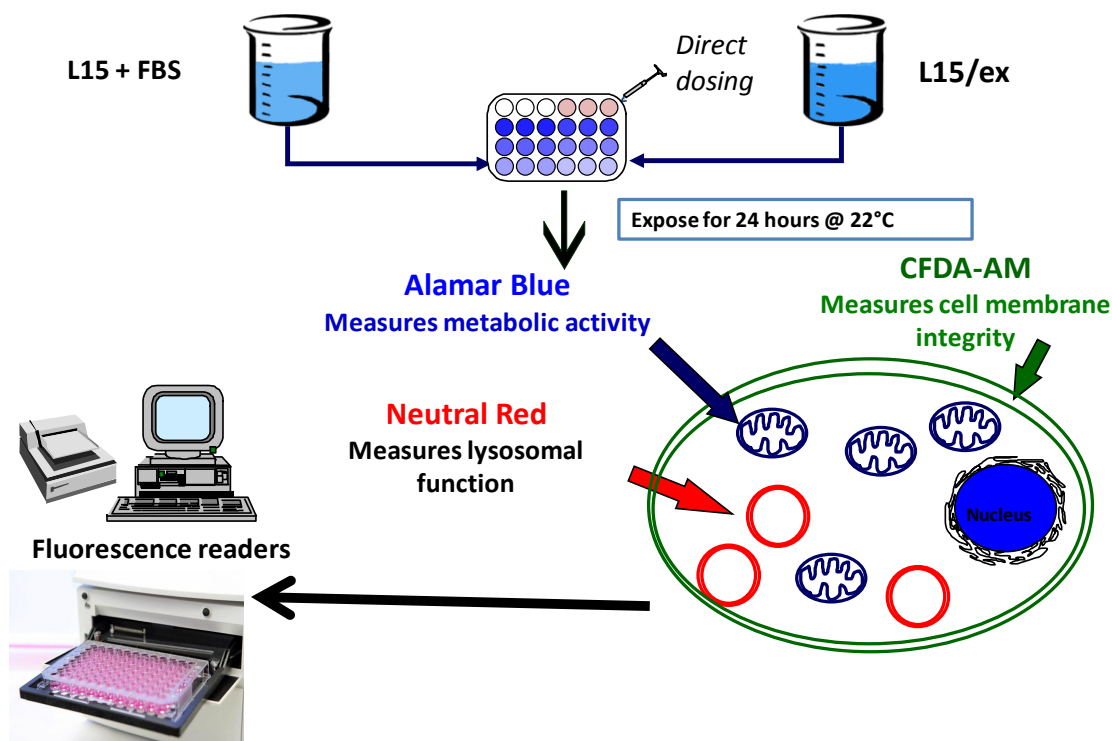 L15 + FBS
Direct
dosing
L15/ex
Expose for 24 hours @ 22°C
Alamar Blue
Measures metabolic activity
CFDA-AM
Measures cell membrane
integrity
Neutral Red
Measures lysosomal
function
Nucleus
Fluorescence readers